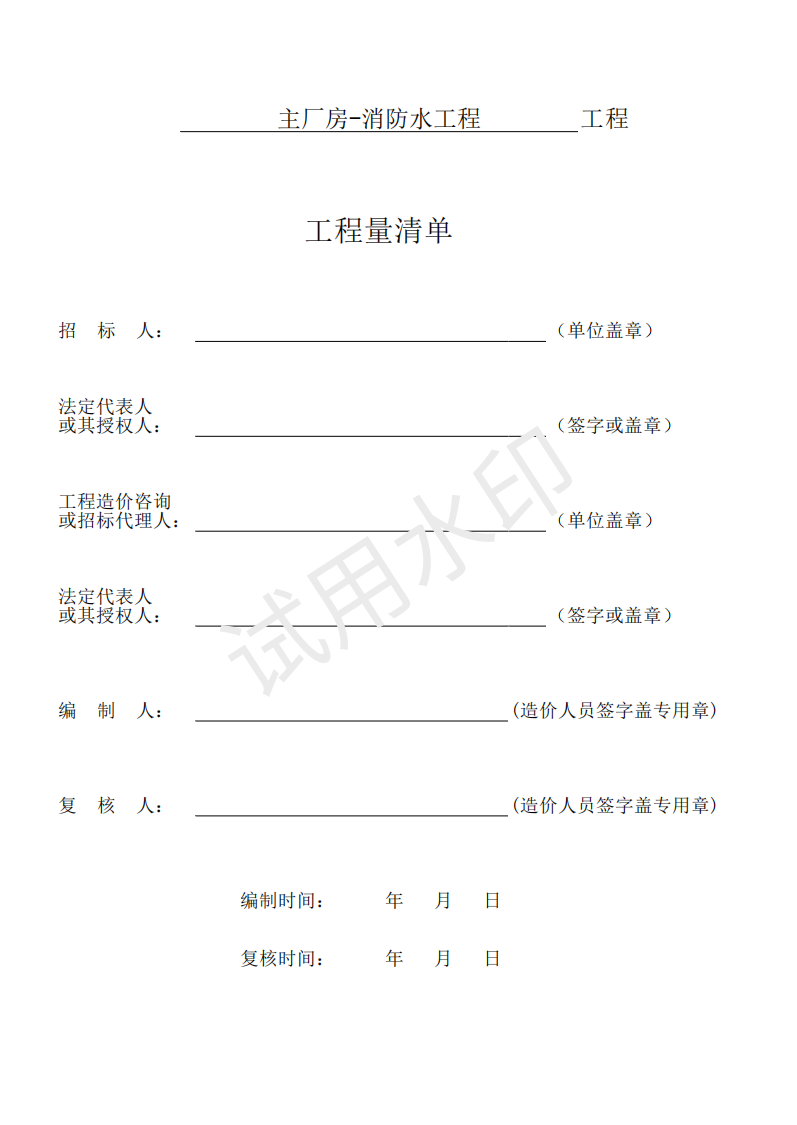 主厂房-消防水工程 工程
工程量清单
招 标 人： （单位盖章）
法定代表人
或其授权人： （签字或盖章）
工程造价咨询
或招标代理人： （单位盖章）
法定代表人
或其授权人： （签字或盖章）
编 制 人： (造价人员签字盖专用章)
复 核 人： (造价人员签字盖专用章)
编制时间： 年 月 日
复核时间： 年 月 日
试用水印